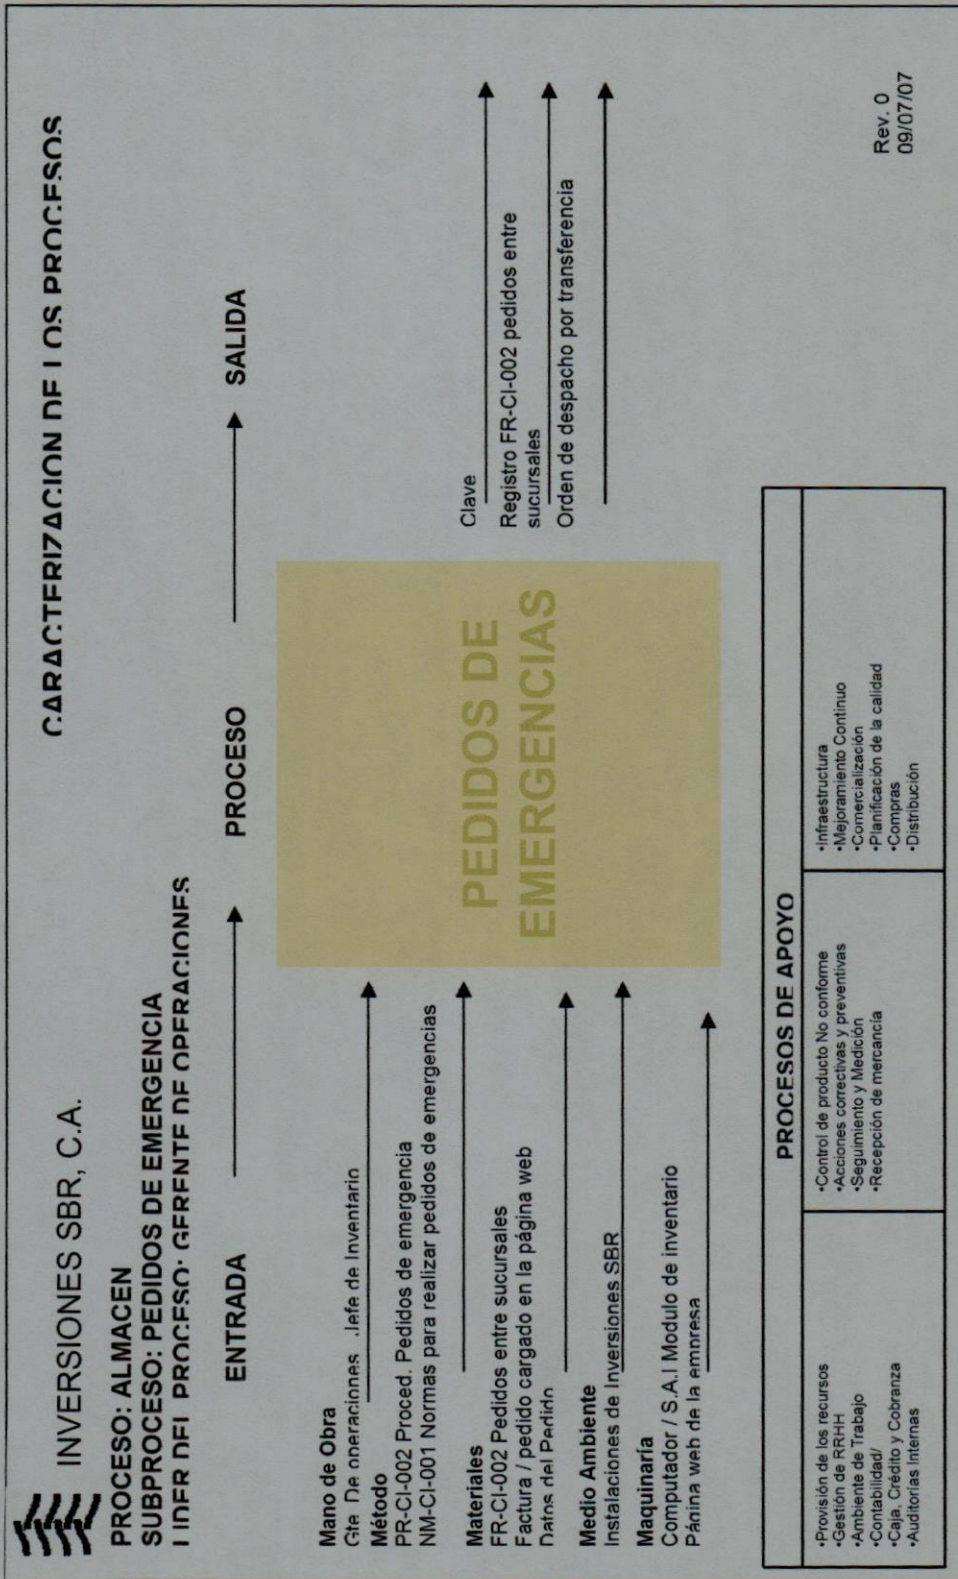 INVERSIONES SBR, C.A.
CARACTERIZACION DE LOS PROCESOS
PROCESO: ALMACEN
SUBPROCESO: PEDIDOS DE EMERGENCIA
LIDER DEL PROCESO: GERENTE DE OPERACIONES
ENTRADA
PROCESO
SALIDA
Mano de Obra
Gte. De operaciones Jefe de Inventario
Método
PR-CI-002 Proced. Pedidos de emergencia
NM-CI-001 Normas para realizar pedidos de emergencias
Materiales
FR-CI-002 Pedidos entre sucursales
Factura / pedido cargado en la página web
Datos del Pedido
Medio Ambiente
Instalaciones de Inversiones SBR
Maquinaría
Computador / S.A.I Modulo de inventario
Página web de la empresa
PEDIDOS DE
EMERGENCIAS
Clave
Registro FR-CI-002 pedidos entre
sucursales
Orden de despacho por transferencia
PROCESOS DE APOYO
•Provisión de los recursos
•Gestión de RRHH
•Ambiente de Trabajo
•Contabilidad/
•Caja, Crédito y Cobranza
•Auditorías Internas
•Control de producto No conforme
•Acciones correctivas y preventivas
•Seguimiento y Medición
•Recepción de mercancía
•Infraestructura
•Mejoramiento Continuo
•Comercialización
•Planificación de la calidad
•Compras
•Distribución
Rev. 0
09/07/07